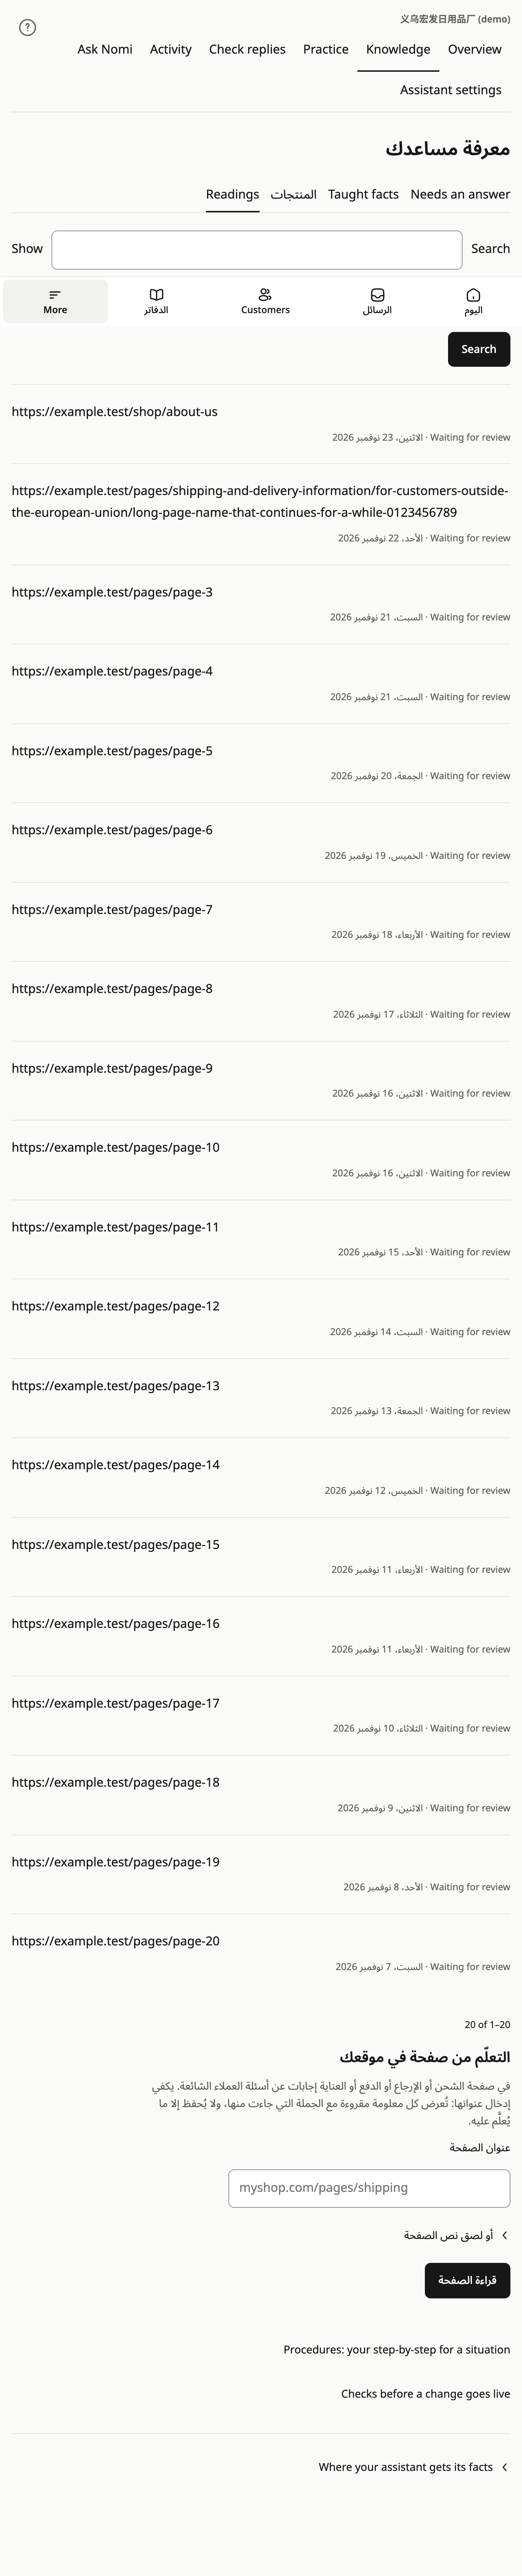 义乌宏发日用品厂 (demo)
Overview
Knowledge
Practice
Check replies
Activity
Ask Nomi
Assistant settings
معرفة مساعدك
Needs an answer
Taught facts
المنتجات
Readings
Search
Show
اليوم
الرسائل
Customers
الدفاتر
More
Search
https://example.test/shop/about-us
Waiting for review · الاثنين، 23 نوفمبر 2026
https://example.test/pages/shipping-and-delivery-information/for-customers-outside-
the-european-union/long-page-name-that-continues-for-a-while-0123456789
Waiting for review · الأحد، 22 نوفمبر 2026
https://example.test/pages/page-3
Waiting for review · السبت، 21 نوفمبر 2026
https://example.test/pages/page-4
Waiting for review · السبت، 21 نوفمبر 2026
https://example.test/pages/page-5
Waiting for review · الجمعة، 20 نوفمبر 2026
https://example.test/pages/page-6
Waiting for review · الخميس، 19 نوفمبر 2026
https://example.test/pages/page-7
Waiting for review · الأربعاء، 18 نوفمبر 2026
https://example.test/pages/page-8
Waiting for review · الثلاثاء، 17 نوفمبر 2026
https://example.test/pages/page-9
Waiting for review · الاثنين، 16 نوفمبر 2026
https://example.test/pages/page-10
Waiting for review · الاثنين، 16 نوفمبر 2026
https://example.test/pages/page-11
Waiting for review · الأحد، 15 نوفمبر 2026
https://example.test/pages/page-12
Waiting for review · السبت، 14 نوفمبر 2026
https://example.test/pages/page-13
Waiting for review · الجمعة، 13 نوفمبر 2026
https://example.test/pages/page-14
Waiting for review · الخميس، 12 نوفمبر 2026
https://example.test/pages/page-15
Waiting for review · الأربعاء، 11 نوفمبر 2026
https://example.test/pages/page-16
Waiting for review · الأربعاء، 11 نوفمبر 2026
https://example.test/pages/page-17
Waiting for review · الثلاثاء، 10 نوفمبر 2026
https://example.test/pages/page-18
Waiting for review · الاثنين، 9 نوفمبر 2026
https://example.test/pages/page-19
Waiting for review · الأحد، 8 نوفمبر 2026
https://example.test/pages/page-20
Waiting for review · السبت، 7 نوفمبر 2026
20 of 1–20
التعلّم من صفحة في موقعك
في صفحة الشحن أو الإرجاع أو الدفع أو العناية إجابات عن أسئلة العملاء الشائعة. يكفي
إدخال عنوانها: تُعرض كل معلومة مقروءة مع الجملة التي جاءت منها، ولا يُحفظ إلا ما
يُعلَّم عليه.
عنوان الصفحة
myshop.com/pages/shipping
أو لصق نص الصفحة
قراءة الصفحة
Procedures: your step-by-step for a situation
Checks before a change goes live
Where your assistant gets its facts